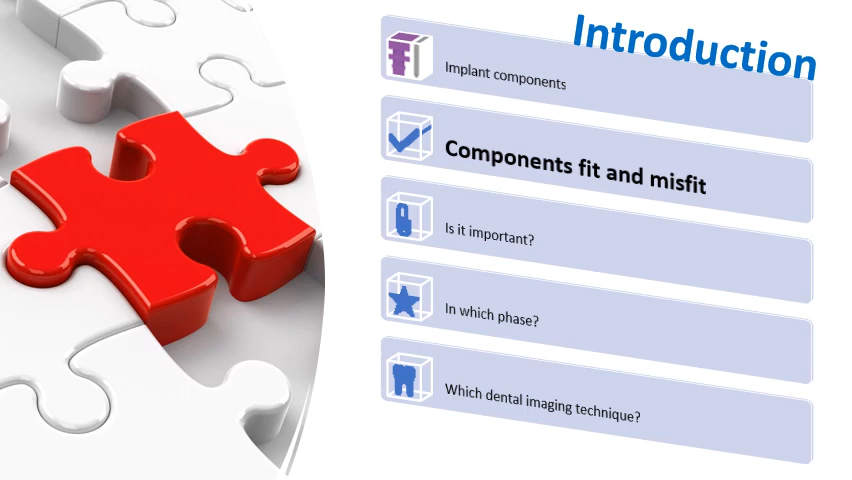 Introduction
Implant components
Components fit and misfit
Is it important?
In which phase?
Which dental imaging technique?